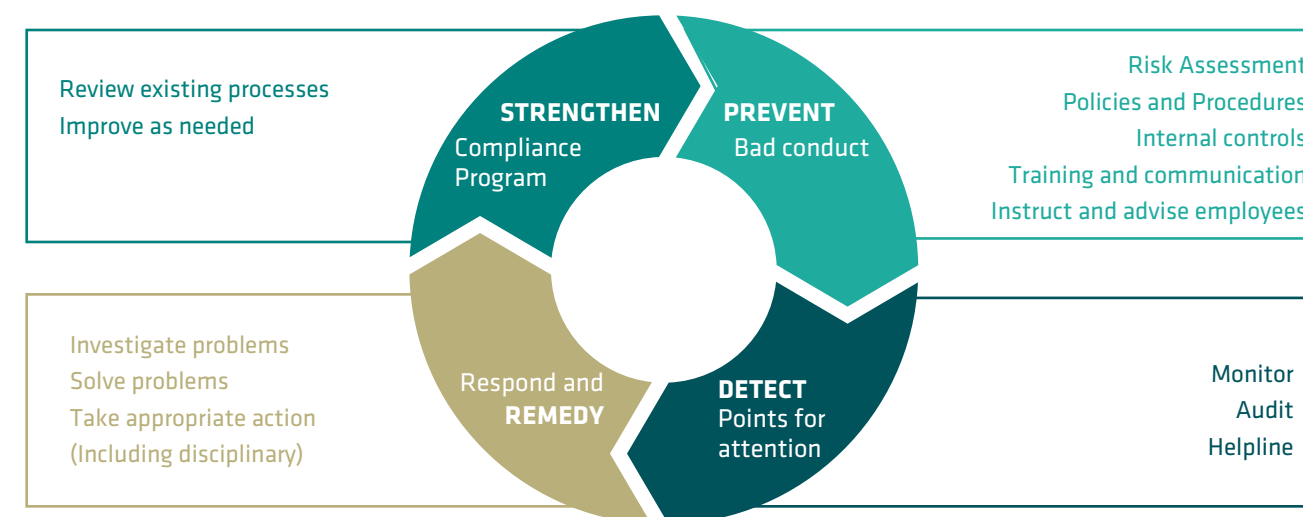 Review existing processes
Improve as needed
STRENGTHEN
Compliance
Program
PREVENT
Bad conduct
Risk Assessment
Policies and Procedures
Internal controls
Training and communication
Instruct and advise employees
Investigate problems
Solve problems
Take appropriate action
(Including disciplinary)
Respond and
REMEDY
DETECT
Points for
attention
Monitor
Audit
Helpline